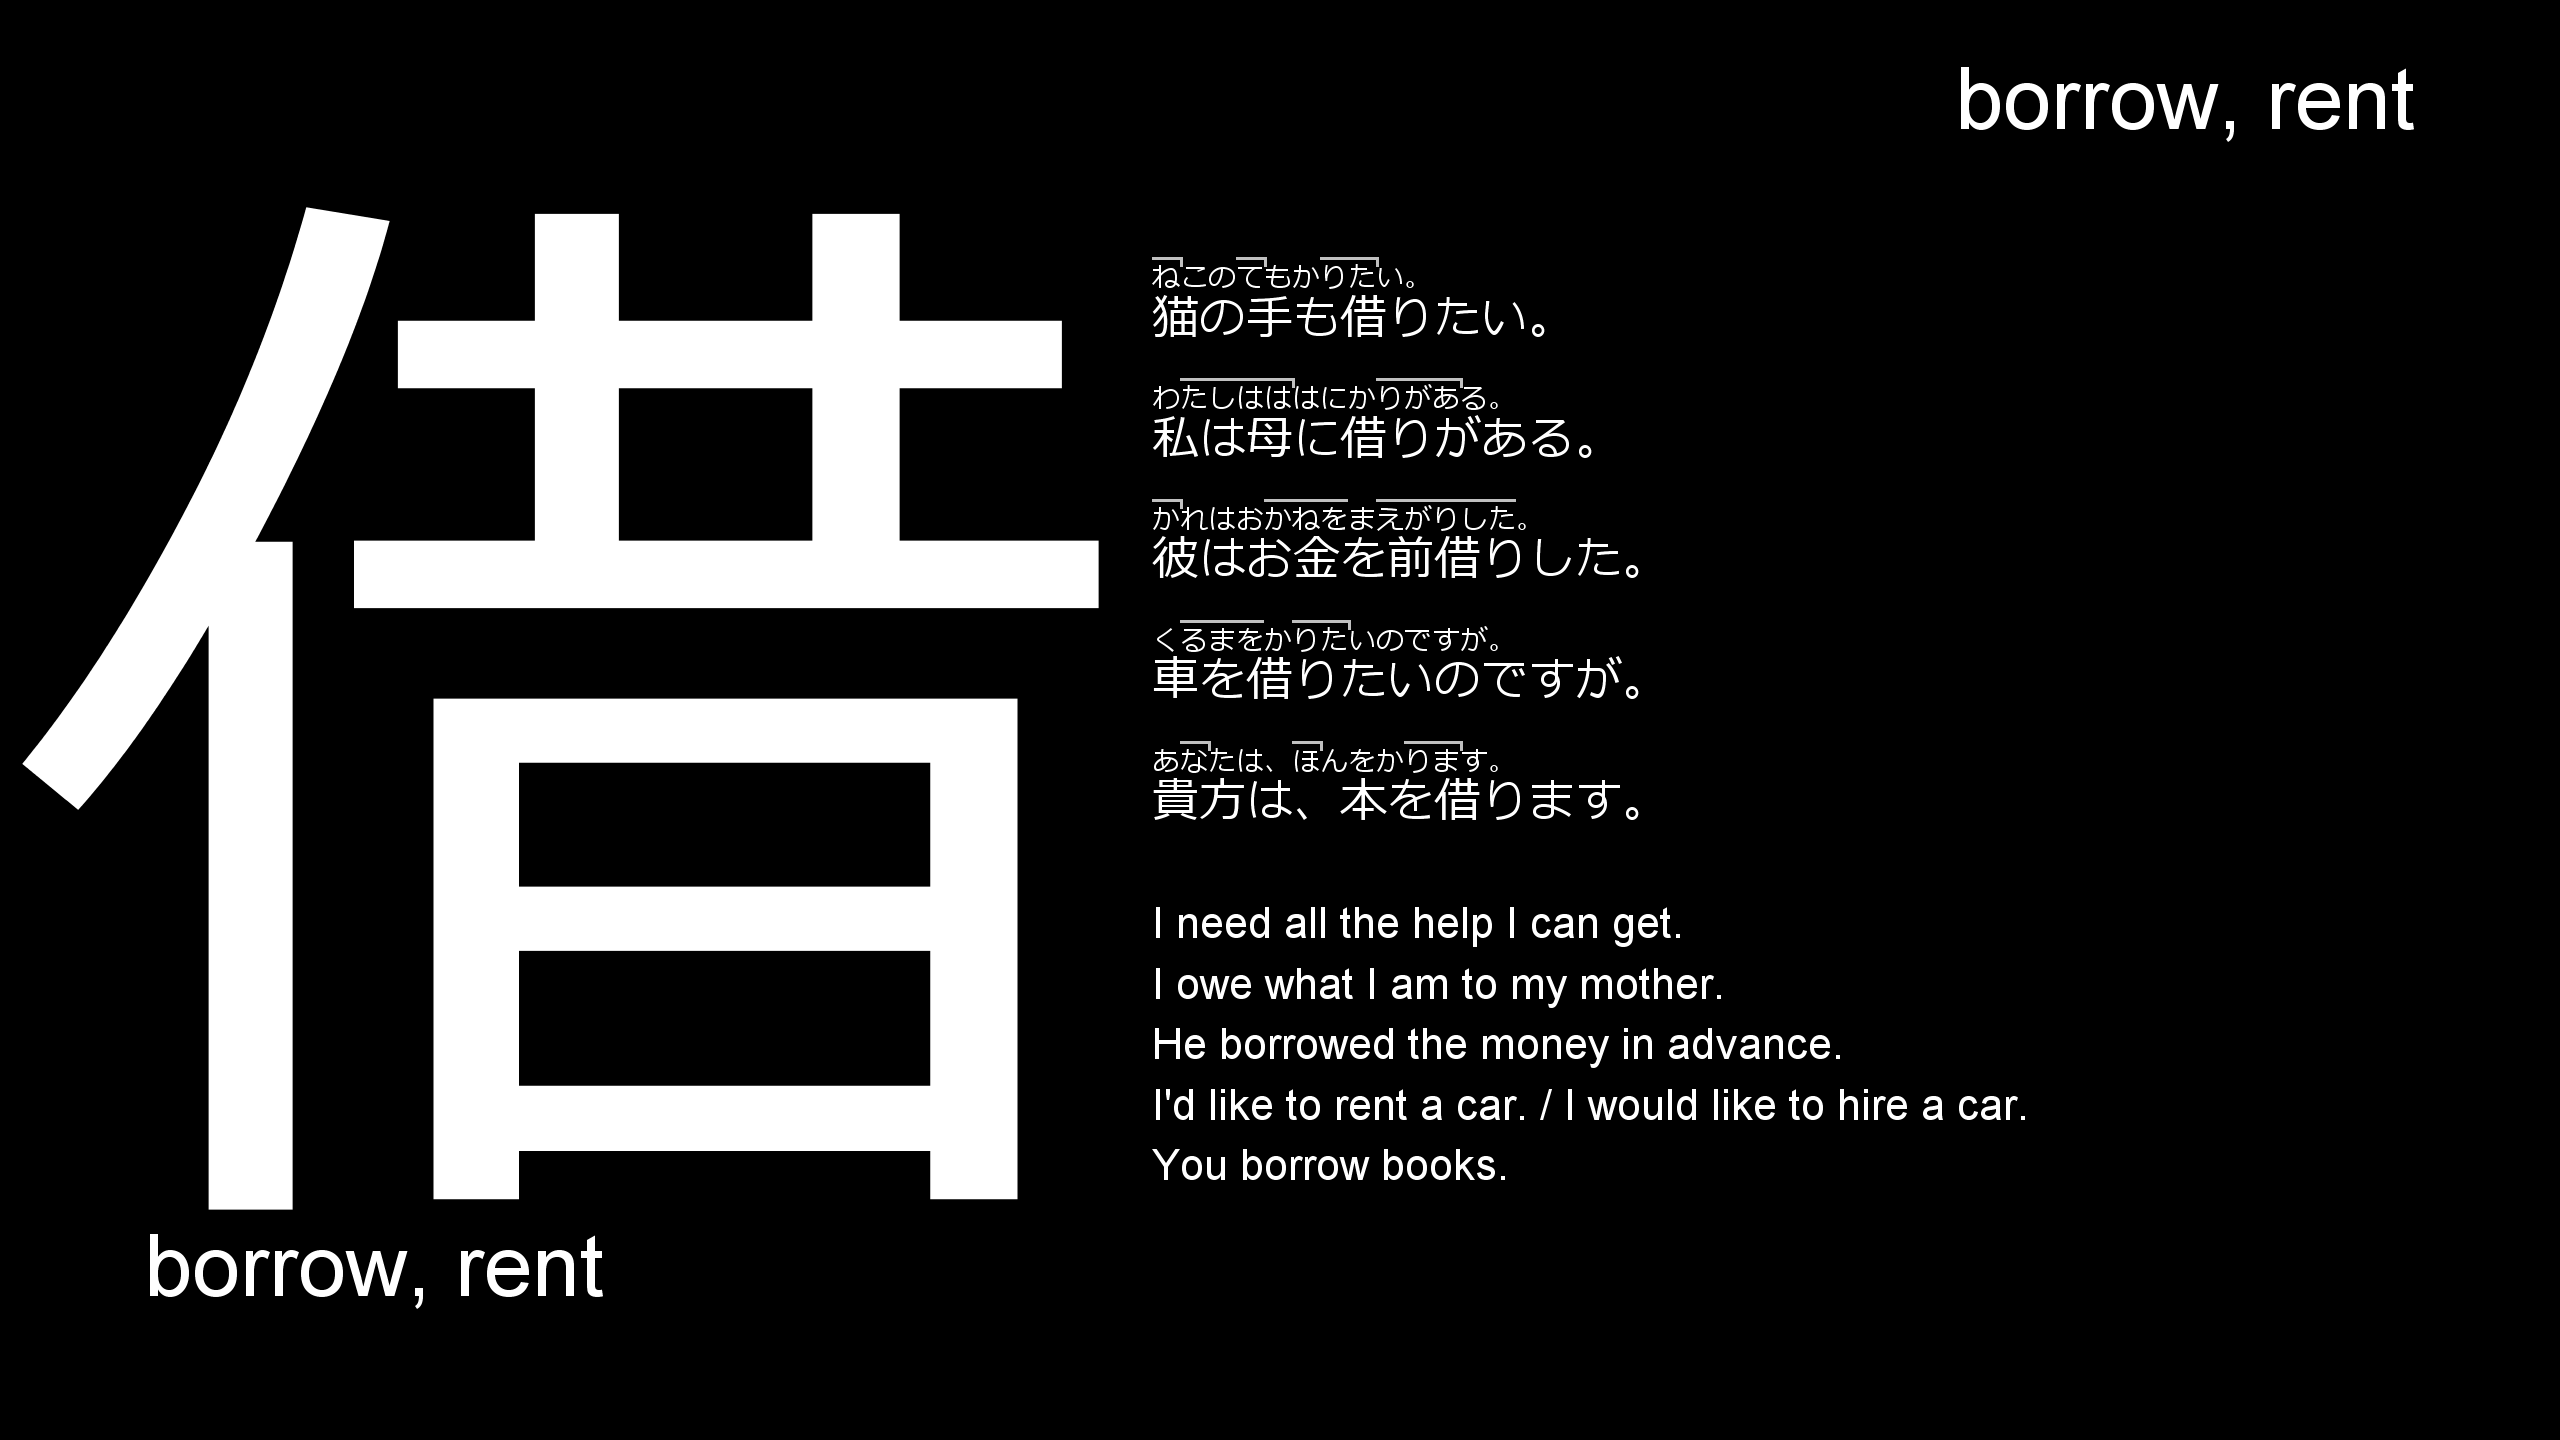 borrow, rent
借
ねこのてもかりたい。
猫の手も借りたい。
わたしはははにかりがある。
私は母に借りがある。
かれはおかねをまえがりした。
彼はお金を前借りした。
くるまをかりたいのですが。
車を借りたいのですが。
あなたは、ほんをかります。
貴方は、本を借ります。
I need all the help I can get.
I owe what I am to my mother.
He borrowed the money in advance.
I'd like to rent a car. / I would like to hire a car.
You borrow books.
borrow, rent